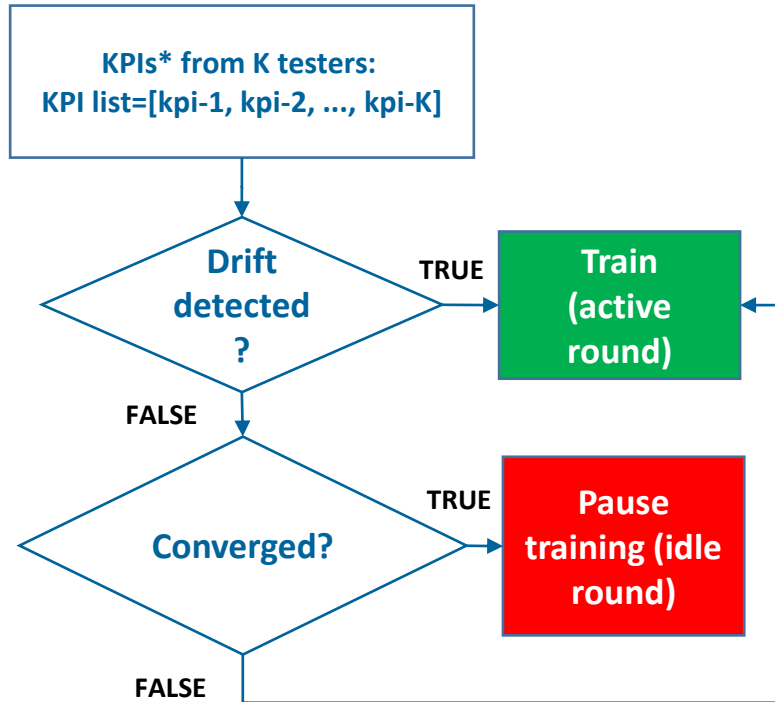 KPIs* from K testers:
KPI list=[kpi-1, kpi-2, ..., kpi-K]
Drift
detected
?
TRUE
Train
(active
round)
FALSE
Converged?
TRUE
Pause
training (idle
round)
FALSE